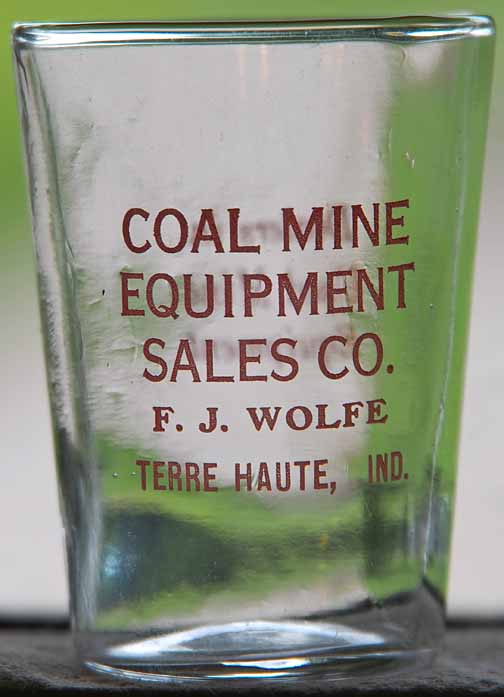 COAL MINE
EQUIPMENT
SALES CO.
F. J. WOLFE
TERRE HAUTE, IND.